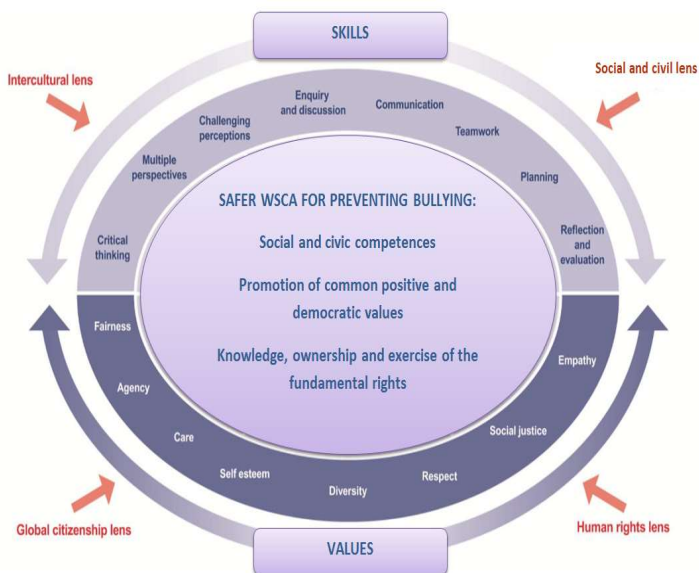 SKILLS
Intercultural lens
Social and civil lens
Enquiry
and discussion
Communication
Challenging
perceptions
Teamwork
Multiple
perspectives
Planning
Critical
thinking
Reflection
and
evaluation
SAFER WSCA FOR PREVENTING BULLYING:
Social and civic competences
Promotion of common positive and
democratic values
Knowledge, ownership and exercise of the
fundamental rights
Fairness
Agency
Care
Self esteem
Diversity
Respect
Social justice
Empathy
Global citizenship lens
Human rights lens
VALUES